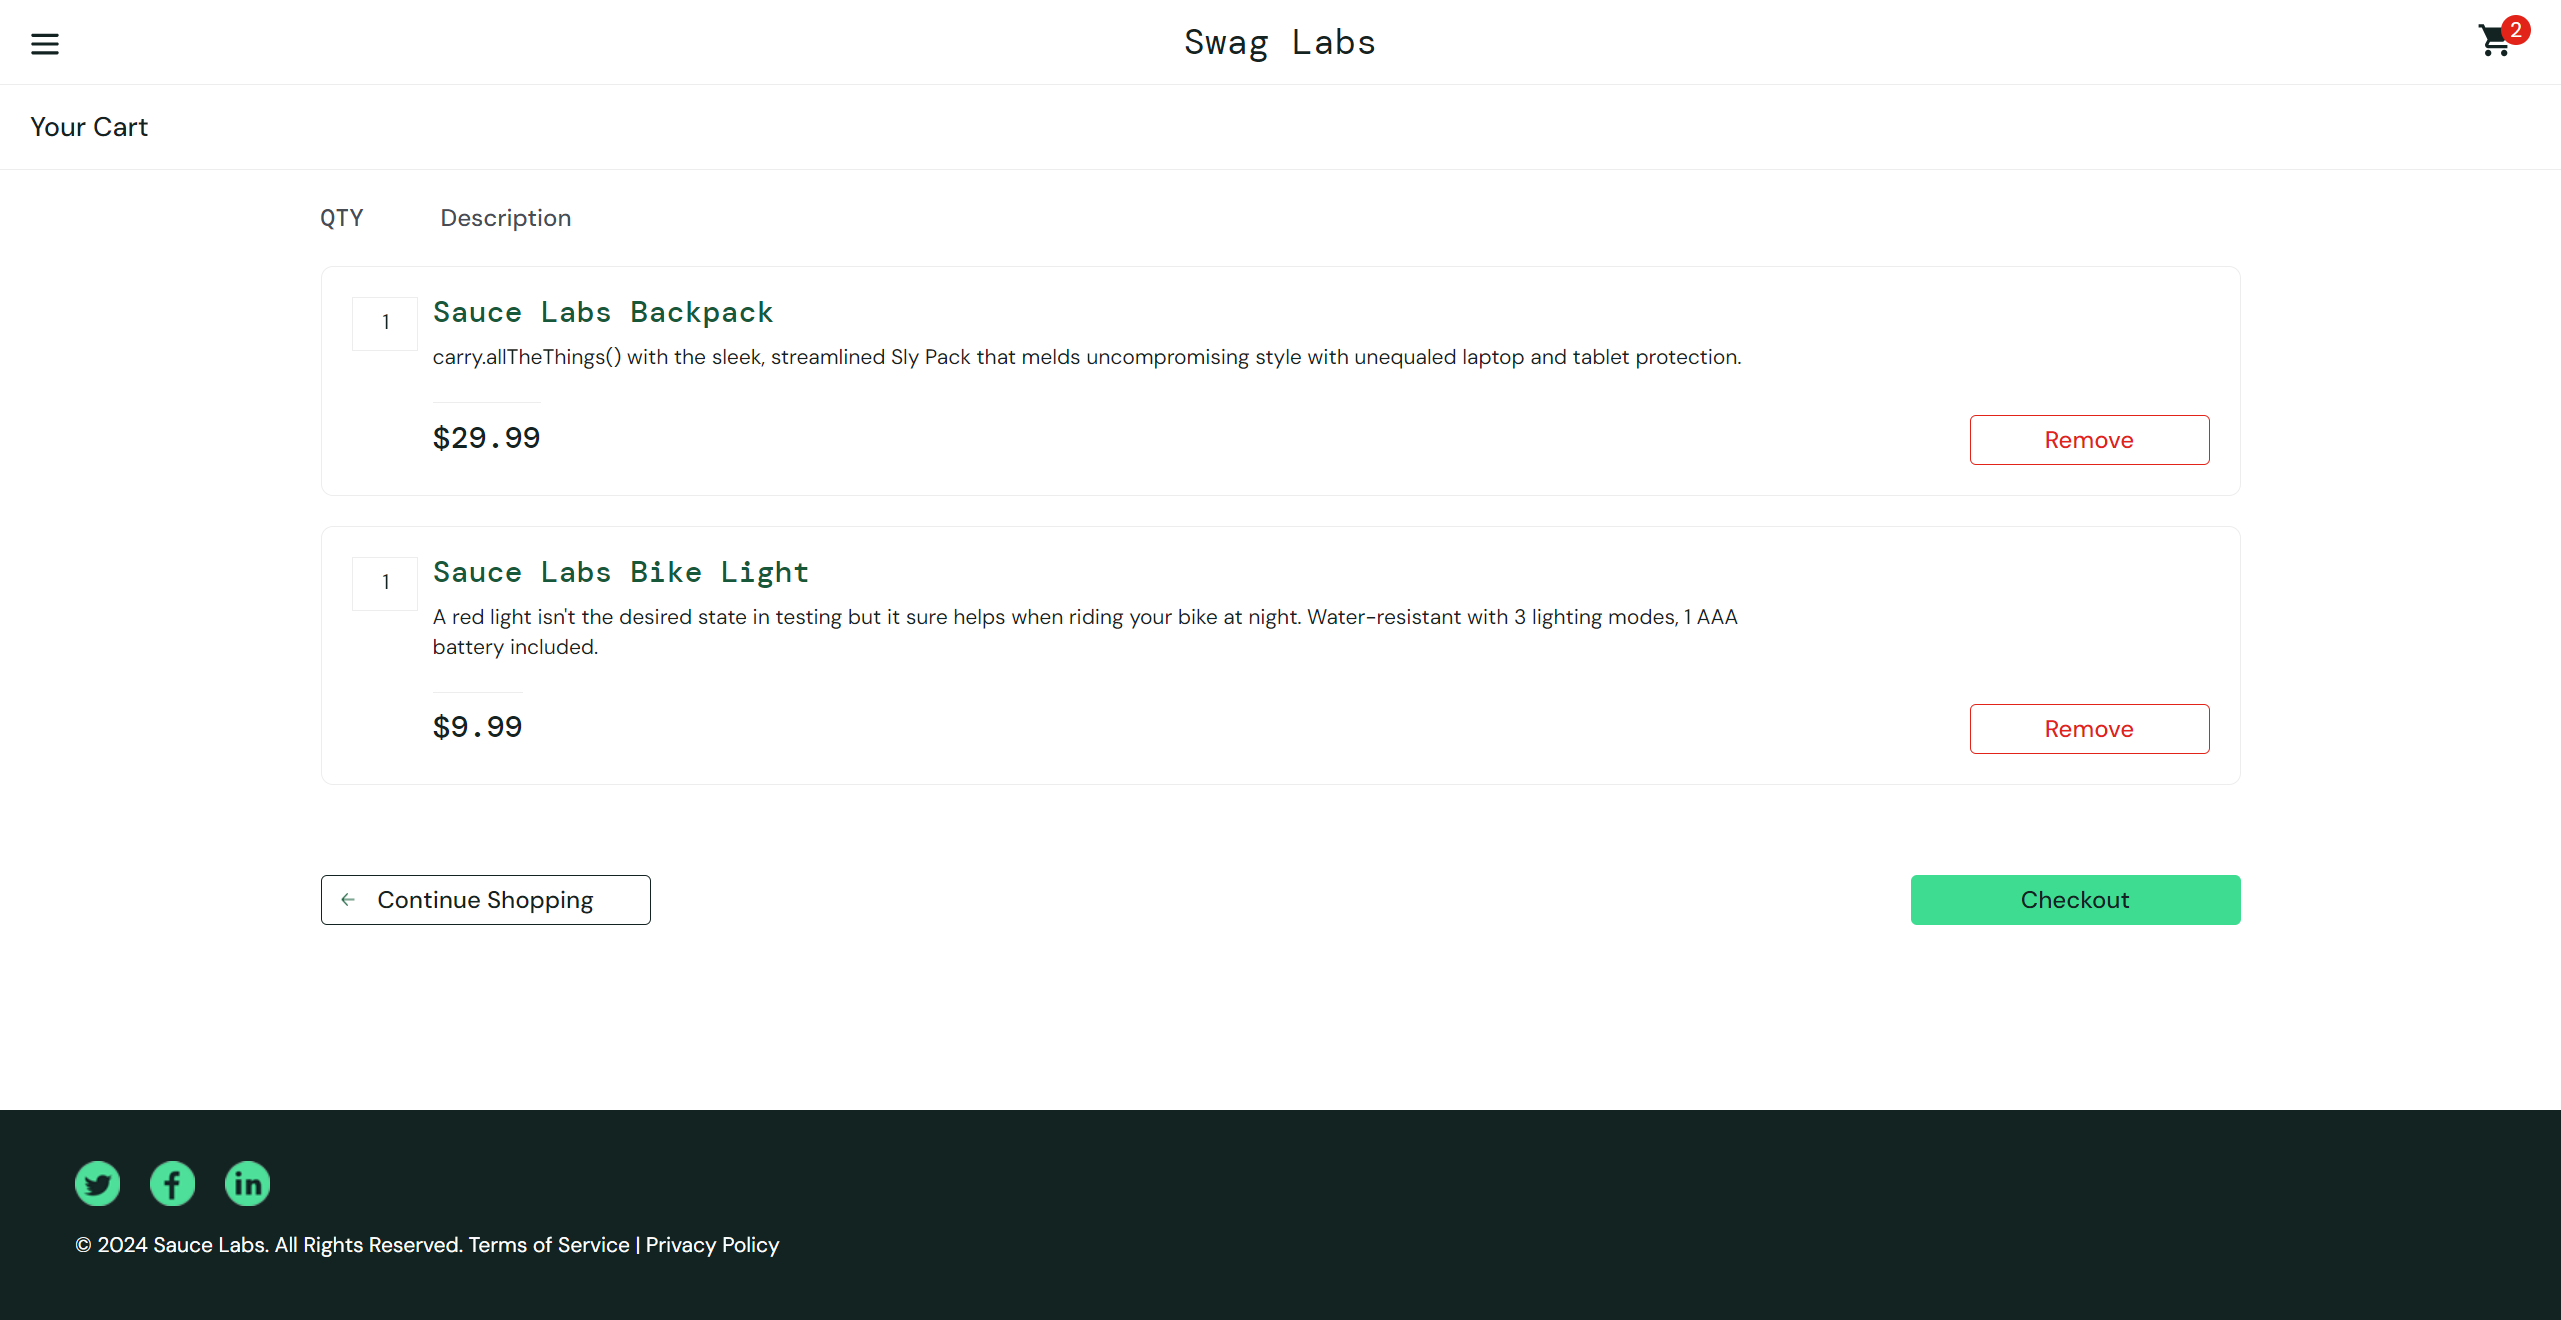 Swag Labs
2
Your Cart
QTY Description
1
Sauce Labs Backpack
carry.allTheThings() with the sleek, streamlined Sly Pack that melds uncompromising style with unequaled laptop and tablet protection.
$29.99
Remove
1
Sauce Labs Bike Light
A red light isn't the desired state in testing but it sure helps when riding your bike at night. Water-resistant with 3 lighting modes, 1 AAA
battery included.
$9.99
Remove
Continue Shopping
Checkout
© 2024 Sauce Labs. All Rights Reserved. Terms of Service | Privacy Policy